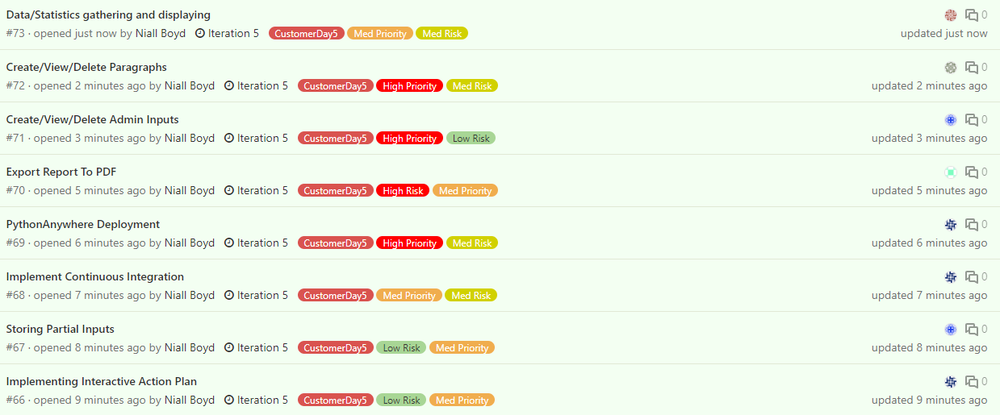 Data/Statistics gathering and displaying 0
#73 · opened just now by Niall Boyd Iteration 5 CustomerDay5 Med Priority Med Risk updated just now
Create/View/Delete Paragraphs 0
#72 · opened 2 minutes ago by Niall Boyd Iteration 5 CustomerDay5 High Priority Med Risk updated 2 minutes ago
Create/View/Delete Admin Inputs 0
#71 · opened 3 minutes ago by Niall Boyd Iteration 5 CustomerDay5 High Priority Low Risk updated 3 minutes ago
Export Report To PDF 0
#70 · opened 5 minutes ago by Niall Boyd Iteration 5 CustomerDay5 High Risk Med Priority updated 5 minutes ago
PythonAnywhere Deployment 0
#69 · opened 6 minutes ago by Niall Boyd Iteration 5 CustomerDay5 High Priority Med Risk updated 6 minutes ago
Implement Continuous Integration 0
#68 · opened 7 minutes ago by Niall Boyd Iteration 5 CustomerDay5 Med Priority Med Risk updated 7 minutes ago
Storing Partial Inputs 0
#67 · opened 8 minutes ago by Niall Boyd Iteration 5 CustomerDay5 Low Risk Med Priority updated 8 minutes ago
Implementing Interactive Action Plan 0
#66 · opened 9 minutes ago by Niall Boyd Iteration 5 CustomerDay5 Low Risk Med Priority updated 9 minutes ago